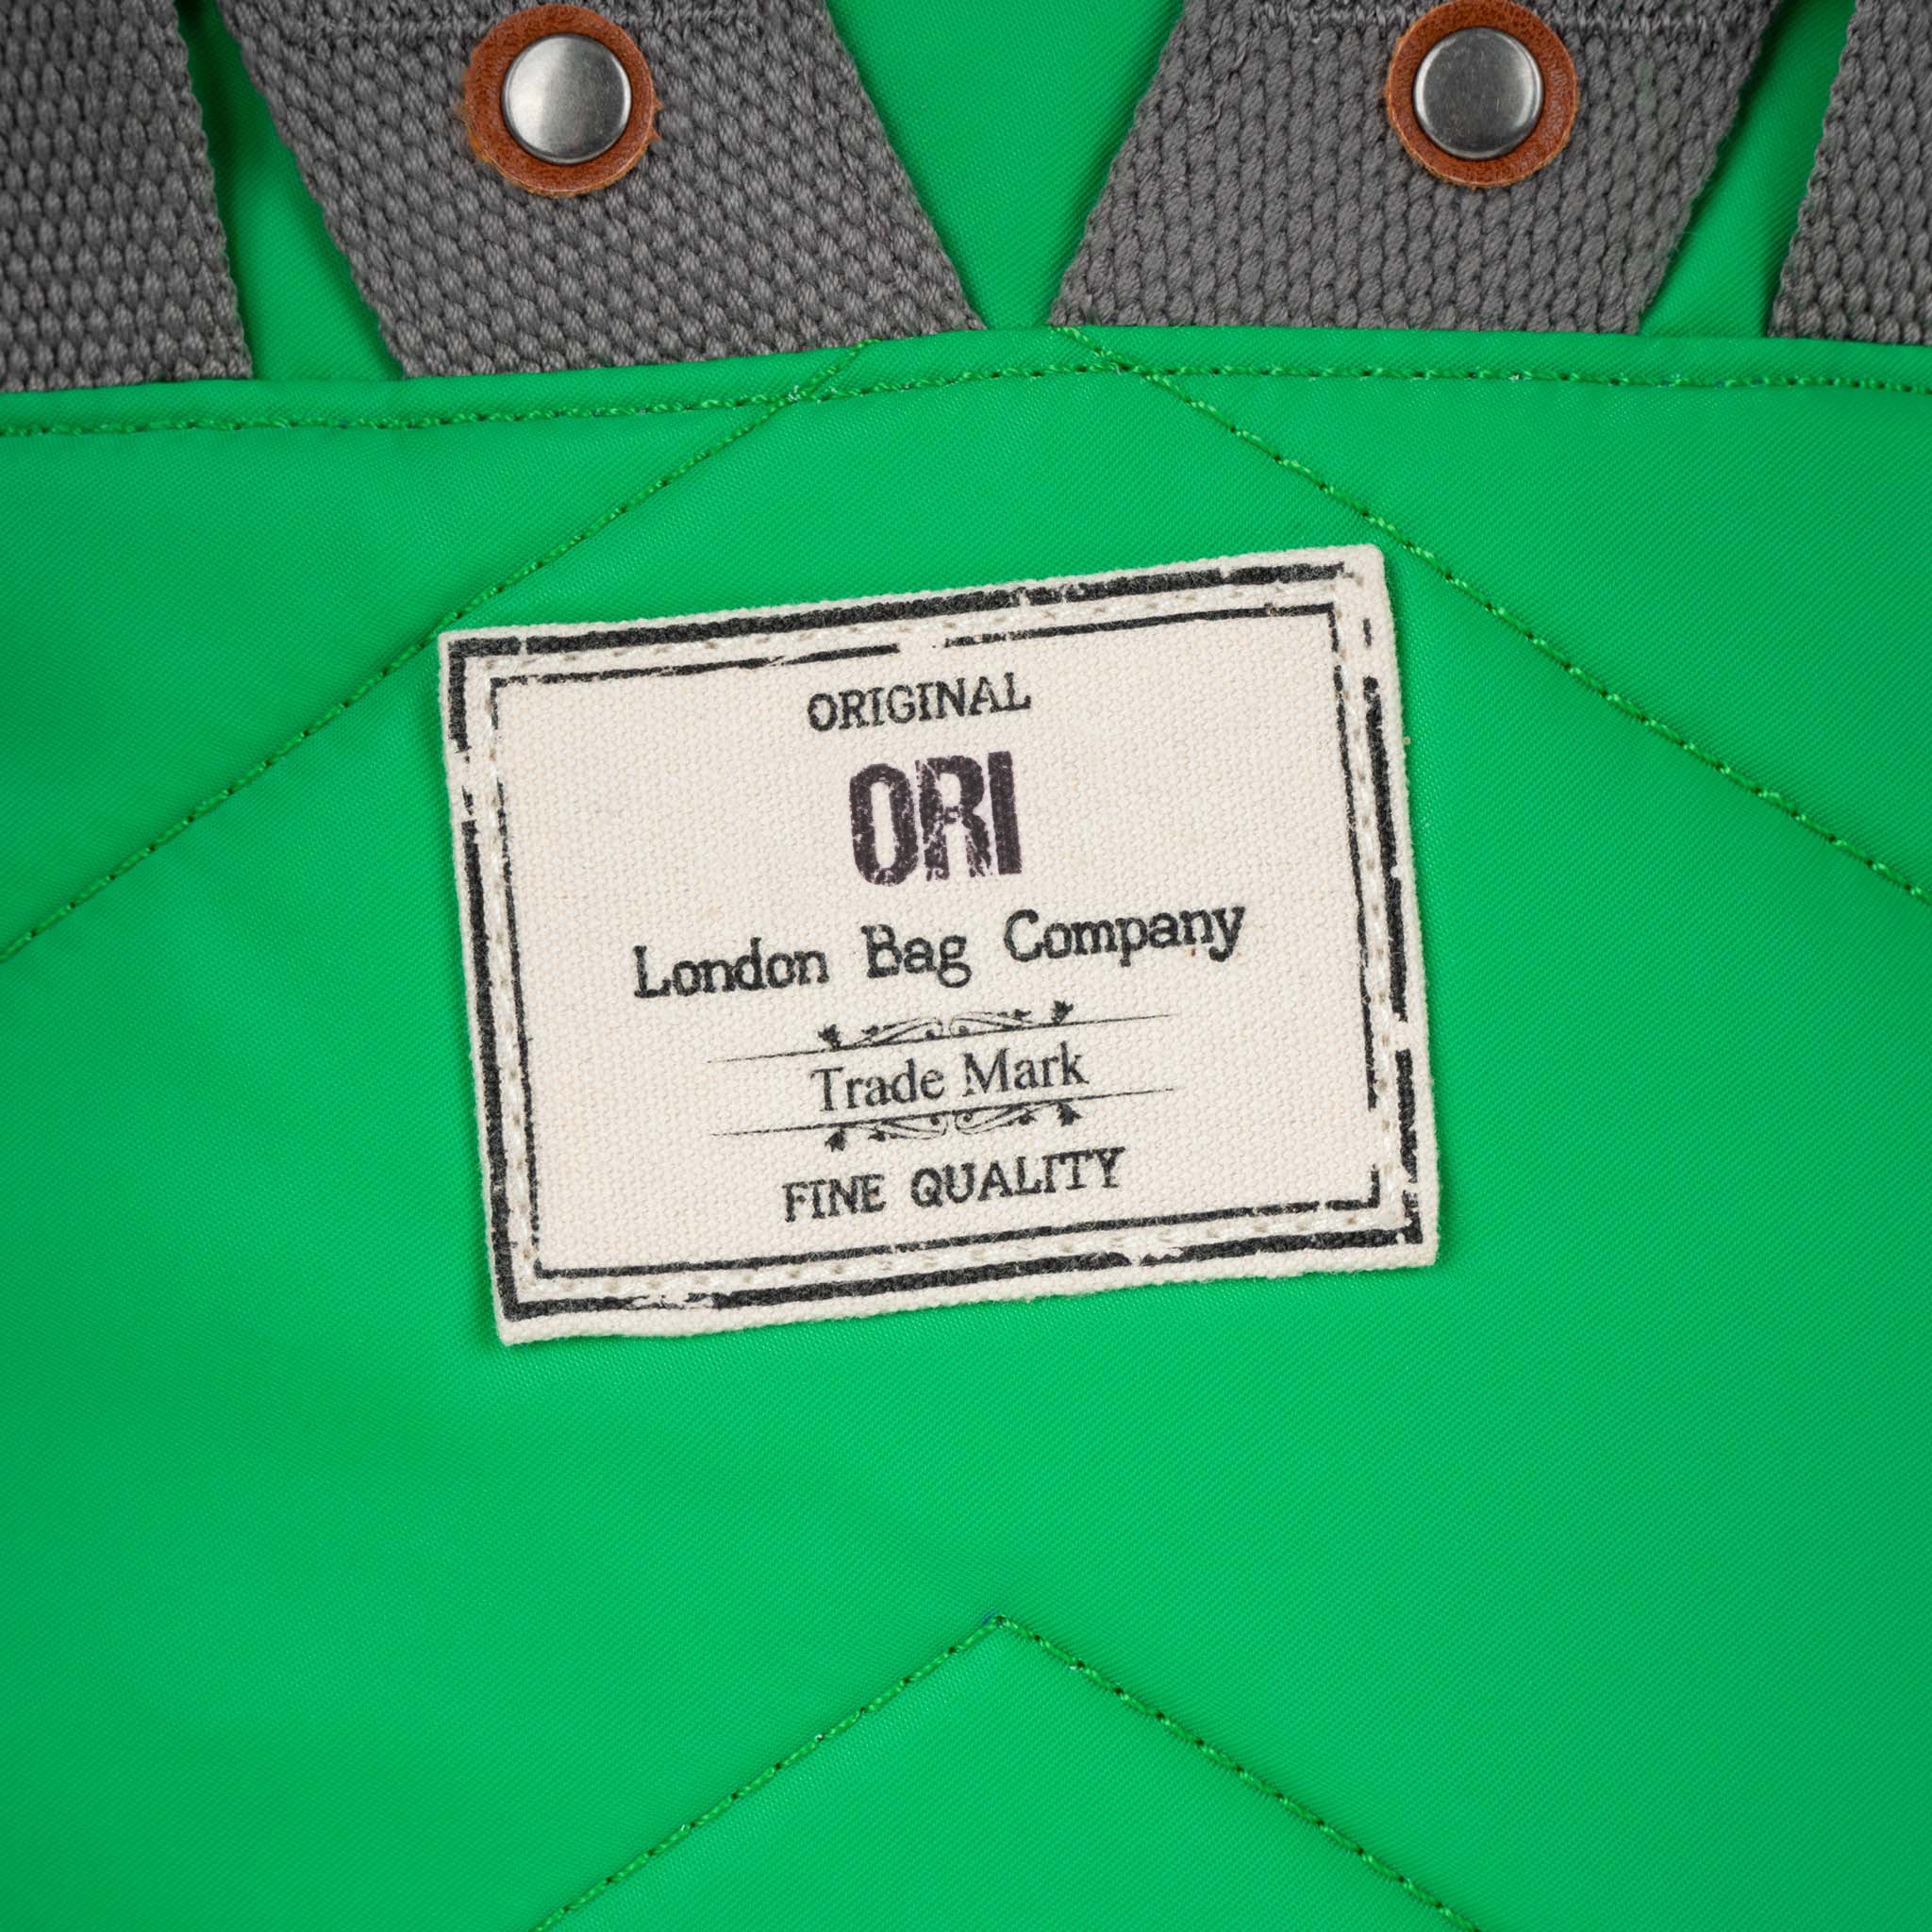 ORIGINAL
ORI
London Bag Company
Trade Mark
FINE QUALITY